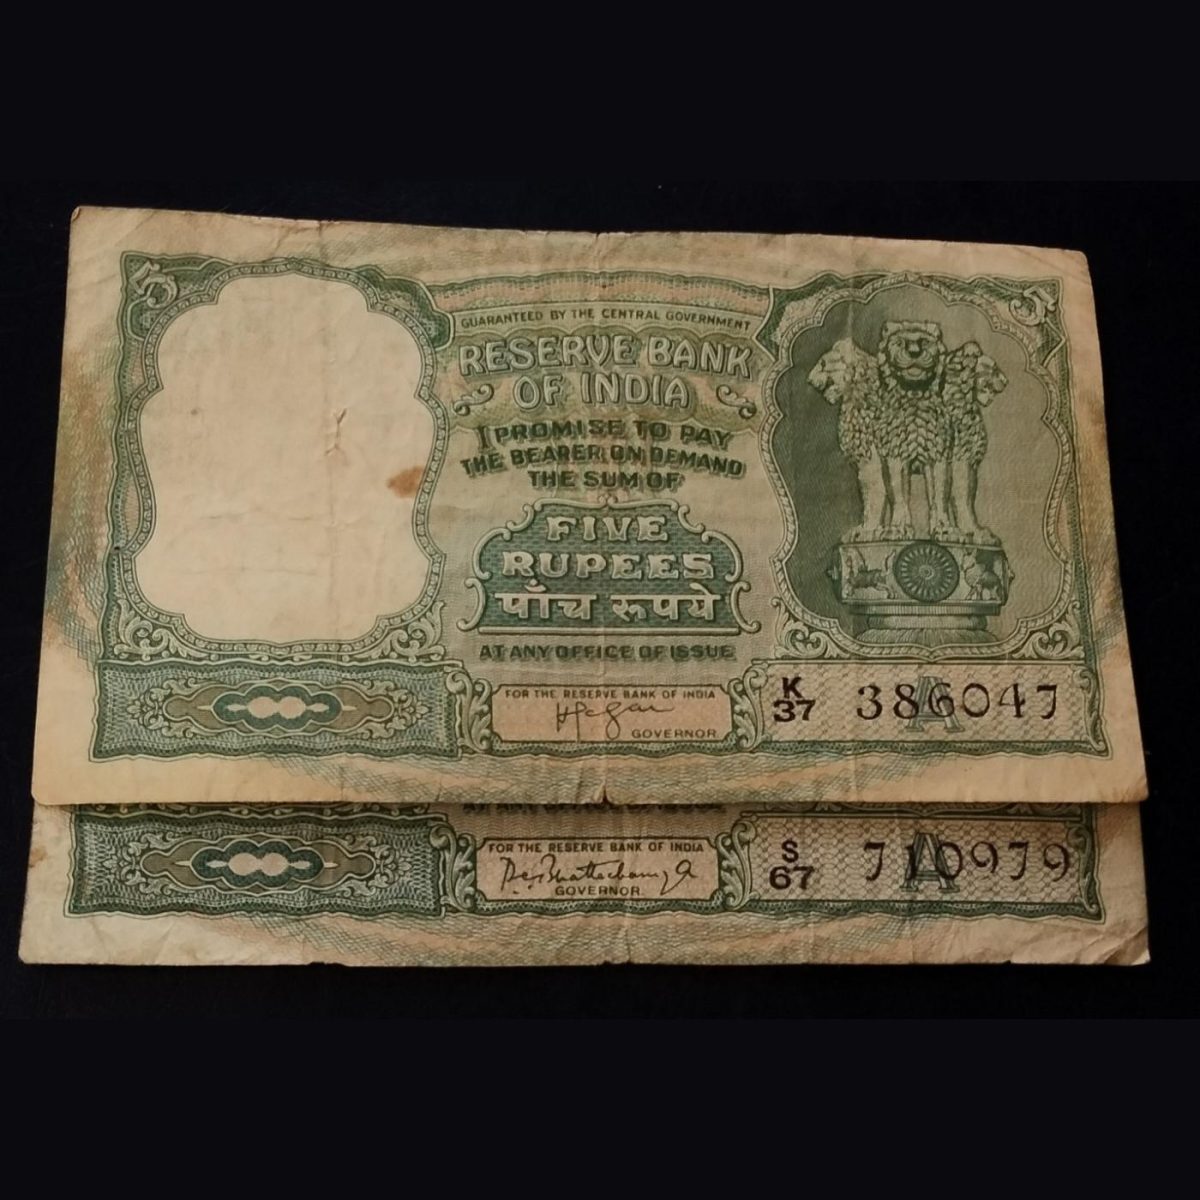 5 5
GUARANTEED BY THE CENTRAL GOVERNMENT
RESERVE BANK
OF INDIA
I PROMISE TO PAY
THE BEARER ON DEMAND
THE SUM OF
FIVE
RUPEES
पाँच रूपये
AT ANY OFFICE OF ISSUE
FOR THE RESERVE BANK OF INDIA
GOVERNOR
K
37 386047
A
FOR THE RESERVE BANK OF INDIA
GOVERNOR
S
67 710979
A